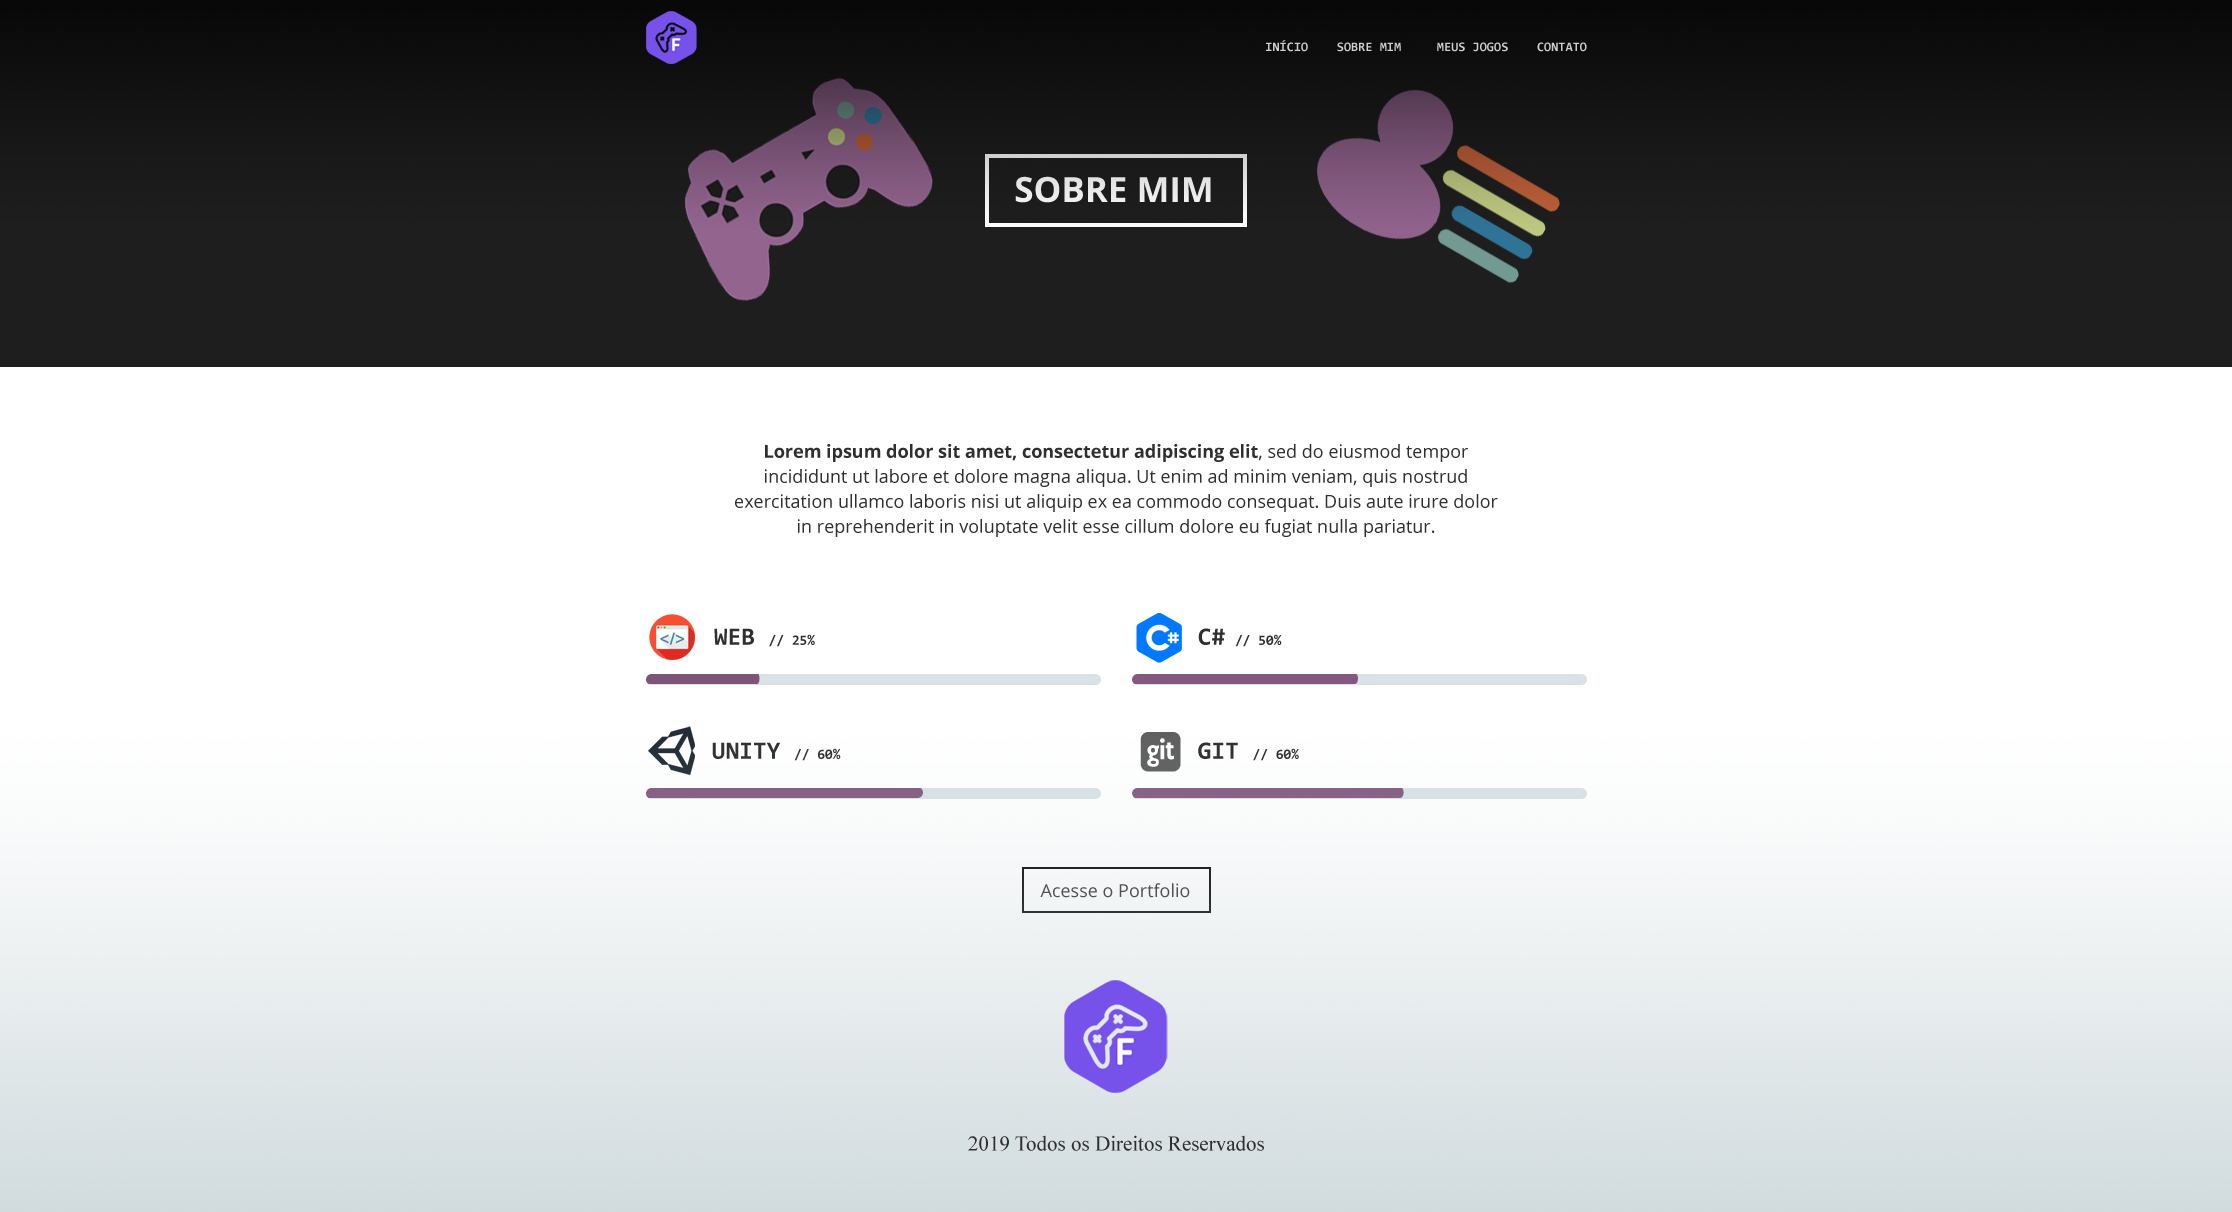 F
INÍCIO SOBRE MIM MEUS JOGOS CONTATO
SOBRE MIM
Lorem ipsum dolor sit amet, consectetur adipiscing elit, sed do eiusmod tempor
incididunt ut labore et dolore magna aliqua. Ut enim ad minim veniam, quis nostrud
exercitation ullamco laboris nisi ut aliquip ex ea commodo consequat. Duis aute irure dolor
in reprehenderit in voluptate velit esse cillum dolore eu fugiat nulla pariatur.
</> WEB // 25%
C# C# // 50%
UNITY // 60%
git GIT // 60%
Acesse o Portfolio
F
2019 Todos os Direitos Reservados